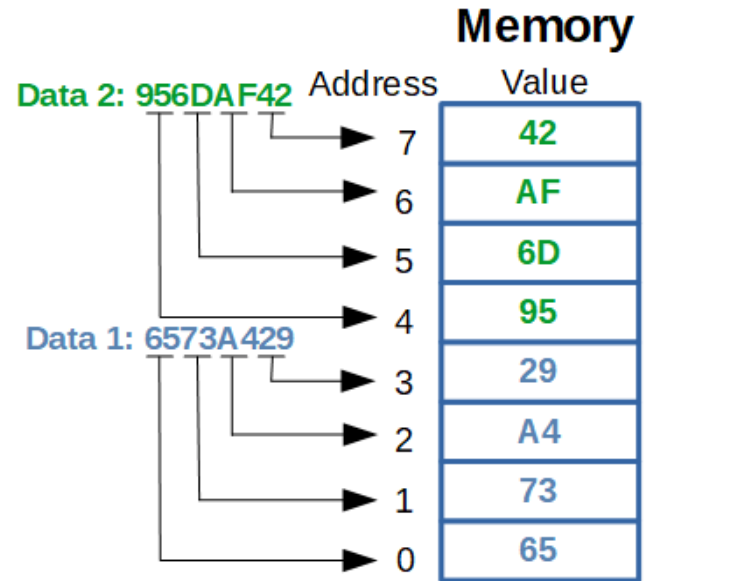 Memory
Data 2: 956DAF42 Address Value
7 42
6 AF
5 6D
4 95
Data 1: 6573A429
3 29
2 A4
1 73
0 65